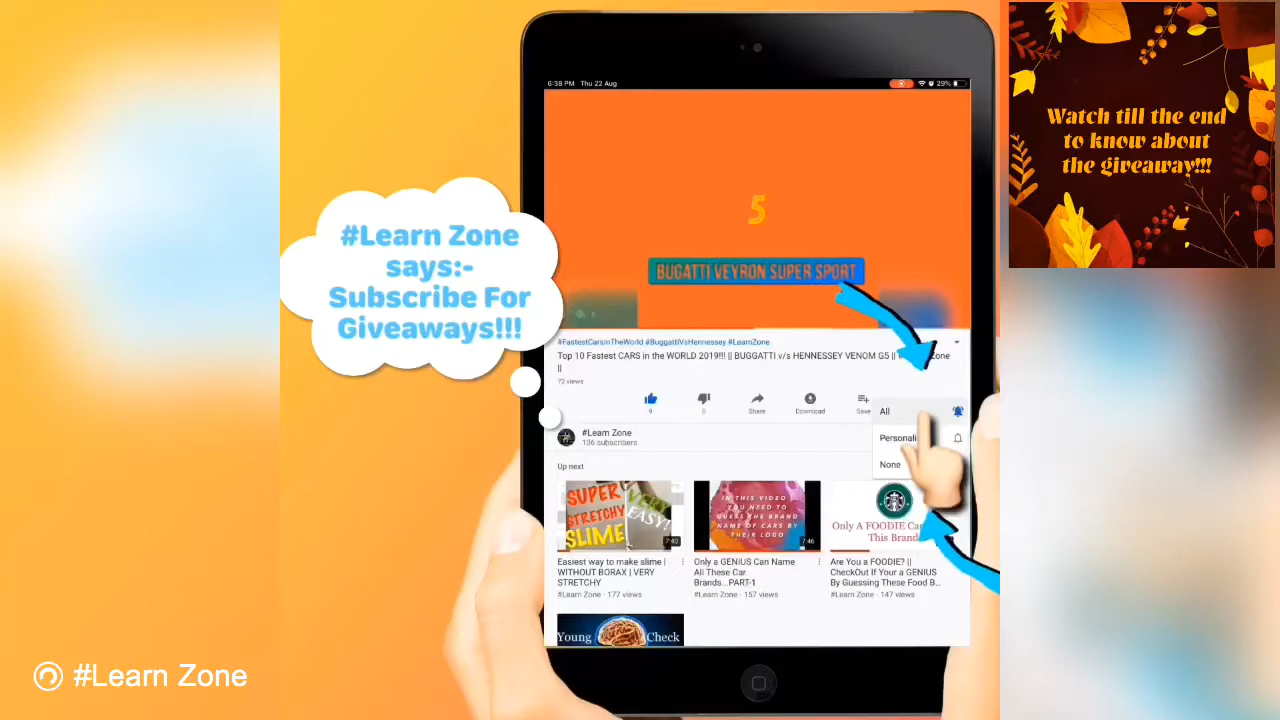 Watch till the end
to know about
the giveaway!!!
#Learn Zone
says:-
Subscribe For
Giveaways!!!
6:38 PM Thu 22 Aug
29%
5
BUGATTI VEYRON SUPER SPORT
#FastestCarsinTheWorld #BuggattiVsHennessey #LearnZone
Top 10 Fastest CARS in the WORLD 2019!!! || BUGGATTI v/s HENNESSEY VENOM G5 ||
||
72 views
9
0
Share
Download
Save
All
None
#Learn Zone
106 subscribers
Up next
SUPER
STRETCHY
SLIME
VERY
EASY!
7:40
Easiest way to make slime |
WITHOUT BORAX | VERY
STRETCHY
#Learn Zone · 177 views
IN THIS VIDEO
YOU NEED TO
GUESS THE BRAND
NAME OF CARS BY
THEIR LOGO
7:46
Only a GENIUS Can Name
All These Car
Brands...PART-1
#Learn Zone · 157 views
Only A FOODIE
This Brand
Are You a FOODIE? ||
CheckOut If Your a GENIUS
By Guessing These Food B...
#Learn Zone · 147 views
Young Check
#Learn Zone